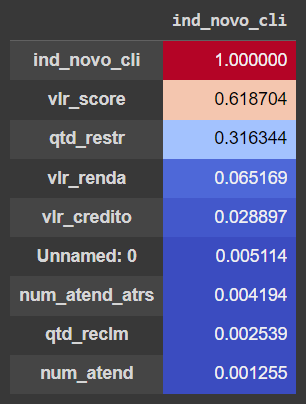 ind_novo_cli
ind_novo_cli 1.000000
vlr_score 0.618704
qtd_restr 0.316344
vlr_renda 0.065169
vlr_credito 0.028897
Unnamed: 0 0.005114
num_atend_atrs 0.004194
qtd_reclm 0.002539
num_atend 0.001255